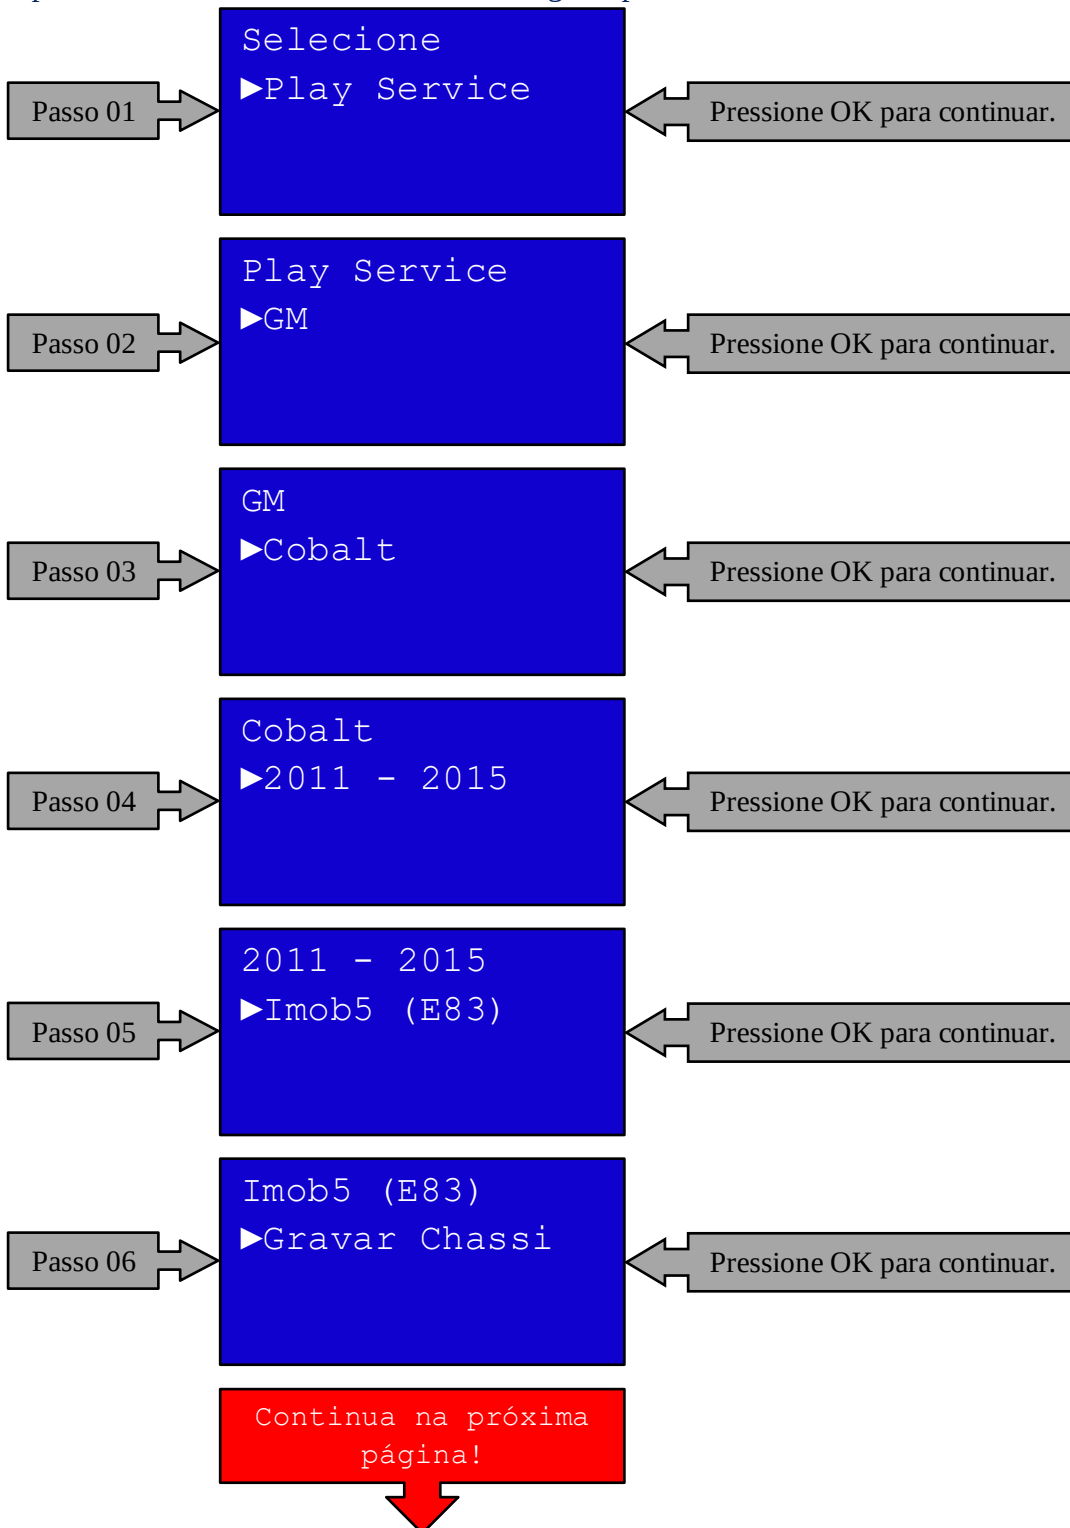 Selecione
►Play Service
Passo 01
Pressione OK para continuar.
Play Service
►GM
Passo 02
Pressione OK para continuar.
GM
►Cobalt
Passo 03
Pressione OK para continuar.
Cobalt
►2011 - 2015
Passo 04
Pressione OK para continuar.
2011 - 2015
►Imob5 (E83)
Passo 05
Pressione OK para continuar.
Imob5 (E83)
►Gravar Chassi
Passo 06
Pressione OK para continuar.
Continua na próxima
página!